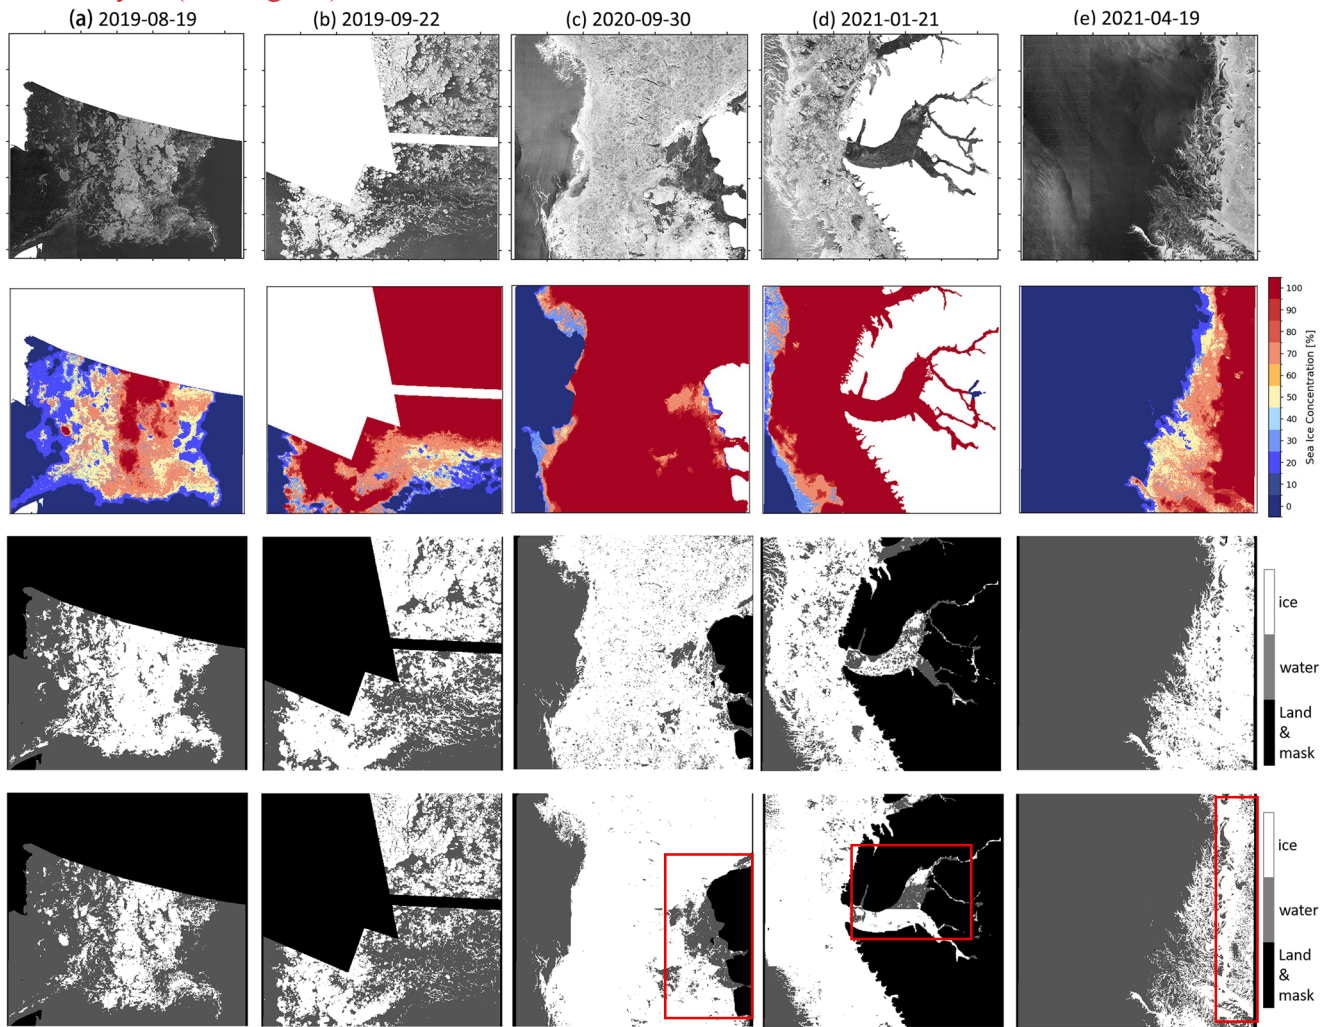 (a) 2019-08-19
(b) 2019-09-22
(c) 2020-09-30
(d) 2021-01-21
(e) 2021-04-19
100
90
80
70
60
50
40
30
20
10
0
Sea Ice Concentration [%]
ice
water
Land
&
mask
ice
water
Land
&
mask